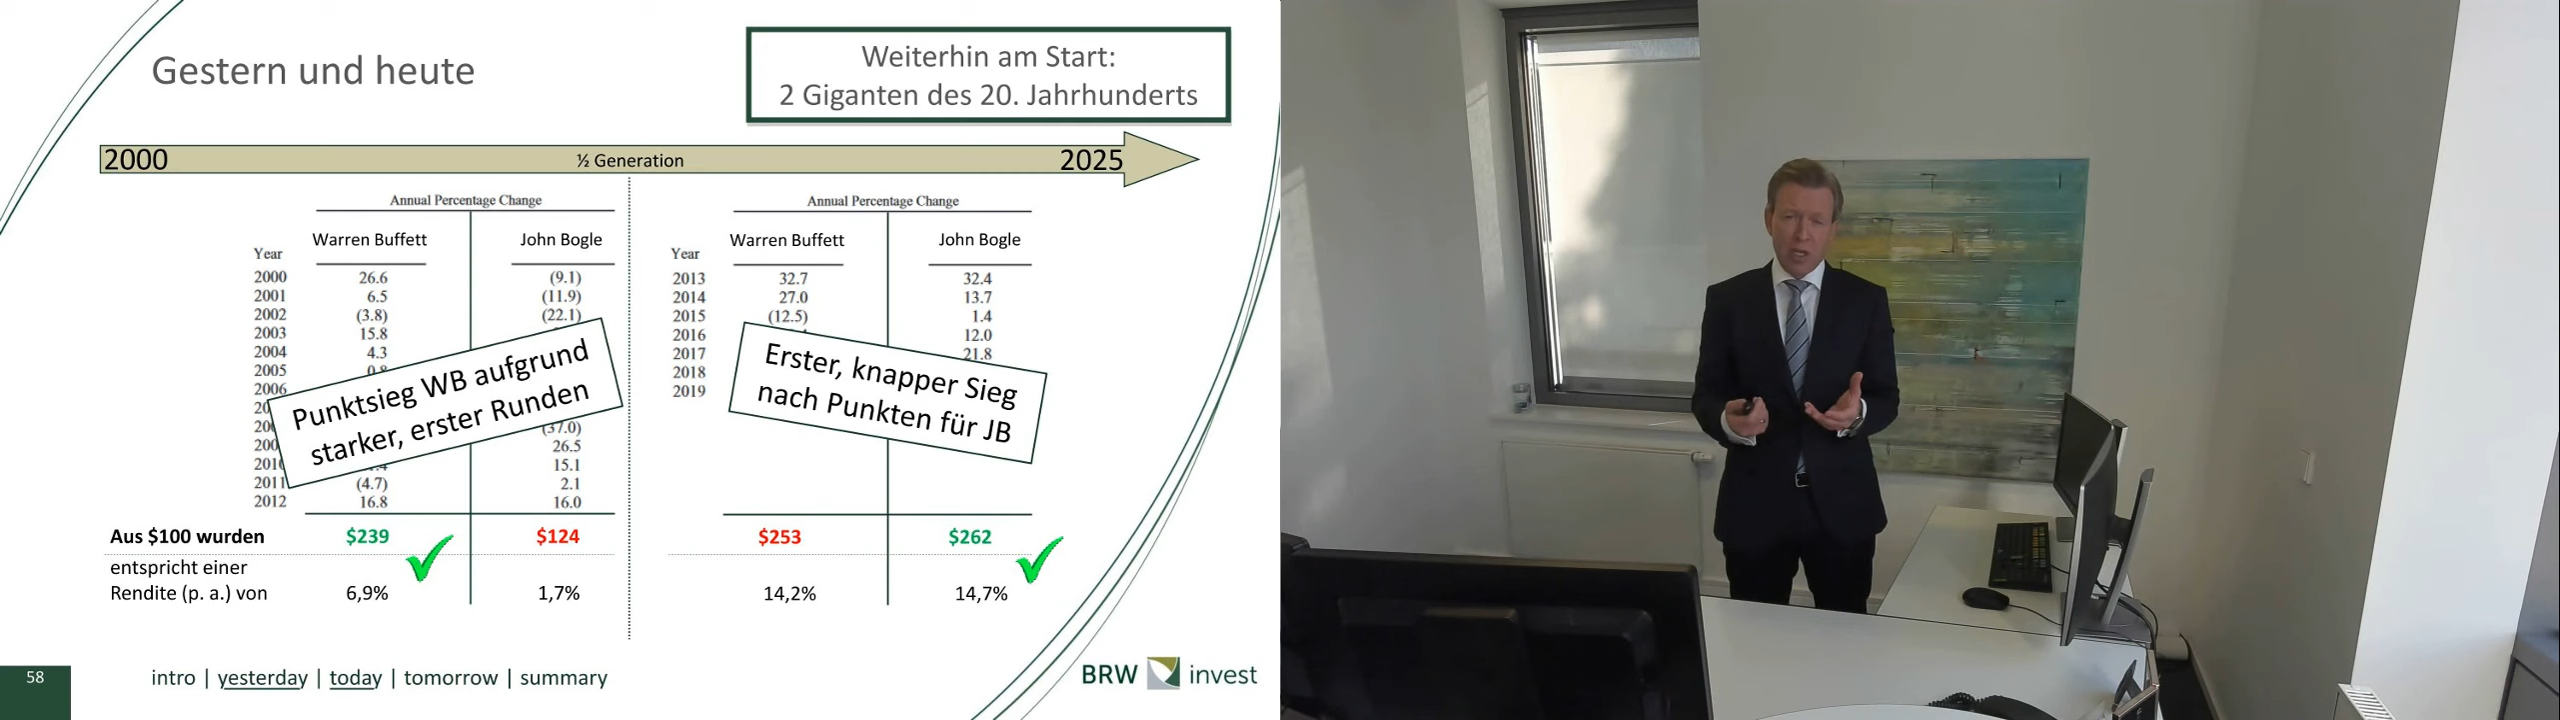 Gestern und heute
Weiterhin am Start:
2 Giganten des 20. Jahrhunderts
2000 ½ Generation 2025
Annual Percentage Change
Year Warren Buffett John Bogle
2000 26.6 (9.1)
2001 6.5 (11.9)
2002 (3.8) (22.1)
2003 15.8
2004 4.3
2005
2006
(37.0)
26.5
15.1
2011 (4.7) 2.1
2012 16.8 16.0
Punktsieg WB aufgrund
starker, erster Runden
Annual Percentage Change
Year Warren Buffett John Bogle
2013 32.7 32.4
2014 27.0 13.7
2015 (12.5) 1.4
2016 12.0
2017 21.8
2018
2019
Erster, knapper Sieg
nach Punkten für JB
Aus $100 wurden $239 $124 $253 $262
entspricht einer
Rendite (p. a.) von 6,9% 1,7% 14,2% 14,7%
58 intro | yesterday | today | tomorrow | summary
BRW invest